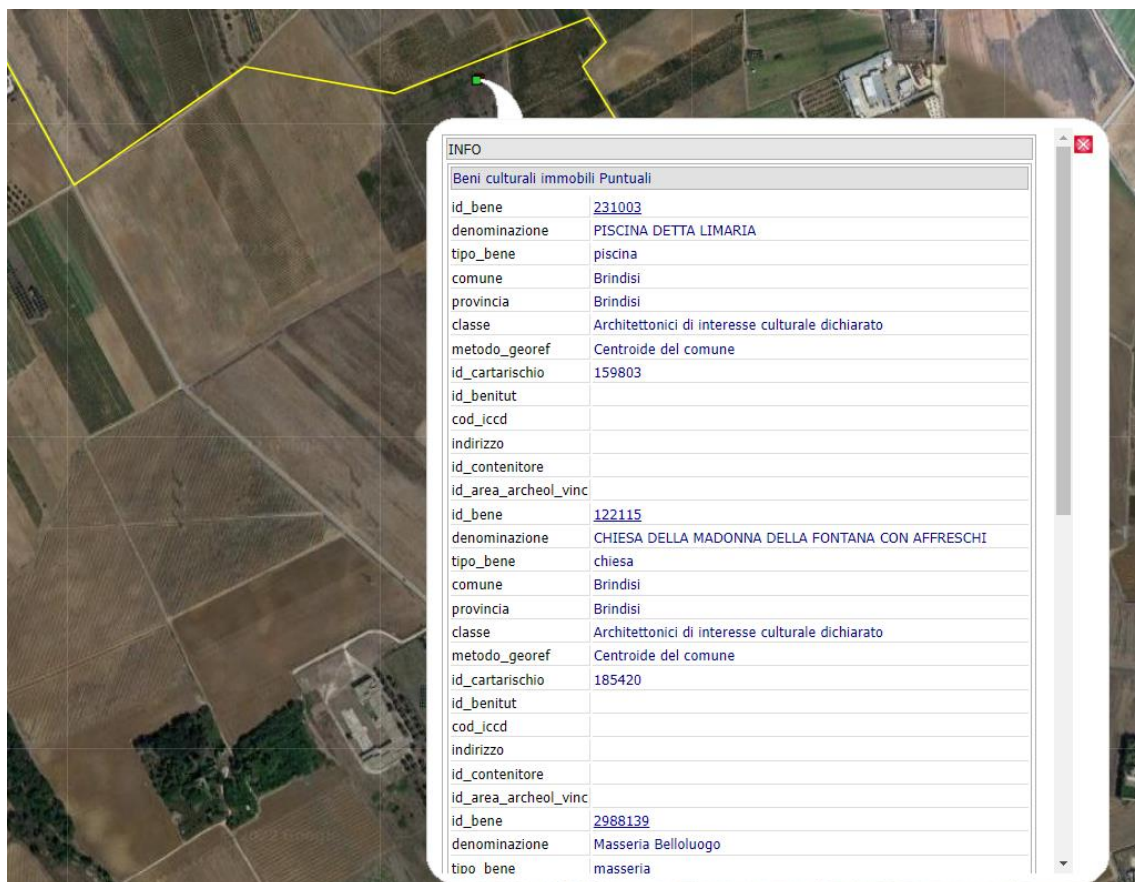 INFO
Beni culturali immobili Puntuali
id_bene 231003
denominazione PISCINA DETTA LIMARIA
tipo_bene piscina
comune Brindisi
provincia Brindisi
classe Architettonici di interesse culturale dichiarato
metodo_georef Centroide del comune
id_cartarischio 159803
id_benitut
cod_iccd
indirizzo
id_contenitore
id_area_archeol_vinc
id_bene 122115
denominazione CHIESA DELLA MADONNA DELLA FONTANA CON AFFRESCHI
tipo_bene chiesa
comune Brindisi
provincia Brindisi
classe Architettonici di interesse culturale dichiarato
metodo_georef Centroide del comune
id_cartarischio 185420
id_benitut
cod_iccd
indirizzo
id_contenitore
id_area_archeol_vinc
id_bene 2988139
denominazione Masseria Belloluogo
tipo_bene masseria